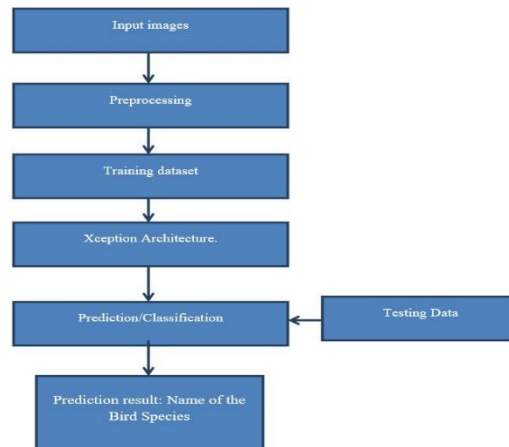 Input images
Preprocessing
Training dataset
Xception Architecture.
Prediction/Classification
Testing Data
Prediction result: Name of the
Bird Species